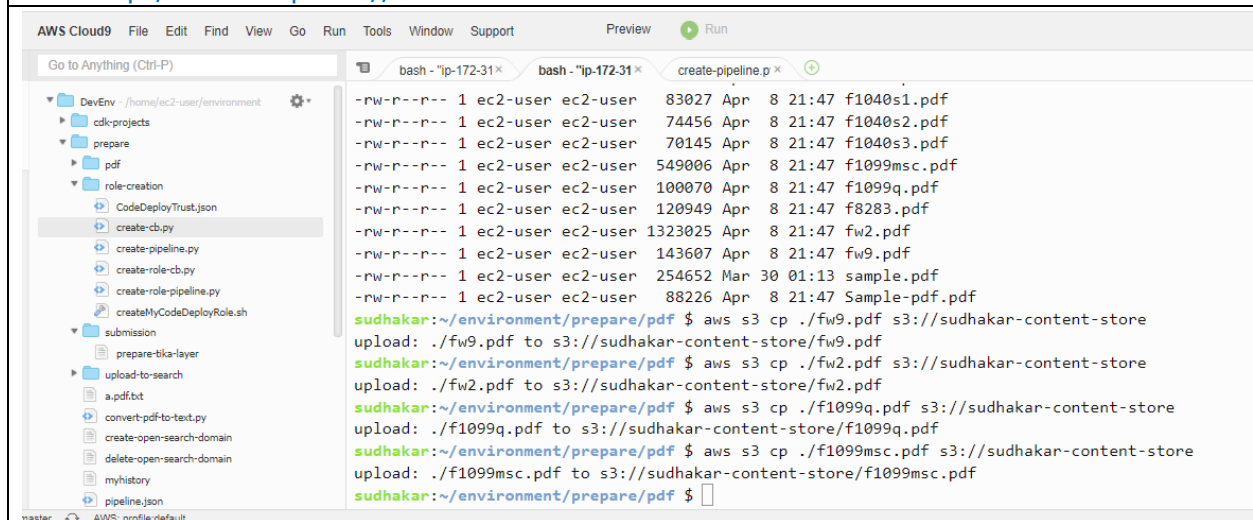 AWS Cloud9 File Edit Find View Go Run Tools Window Support Preview Run
Go to Anything (Ctrl-P)
bash - "ip-172-31 × bash - "ip-172-31 × create-pipeline.p ×
DevEnv - /home/ec2-user/environment
cdk-projects
prepare
pdf
role-creation
CodeDeployTrust.json
create-cb.py
create-pipeline.py
create-role-cb.py
create-role-pipeline.py
createMyCodeDeployRole.sh
submission
prepare-tika-layer
upload-to-search
a.pdf.txt
convert-pdf-to-text.py
create-open-search-domain
delete-open-search-domain
myhistory
pipeline.json
-rw-r--r-- 1 ec2-user ec2-user   83027 Apr  8 21:47 f1040s1.pdf
-rw-r--r-- 1 ec2-user ec2-user   74456 Apr  8 21:47 f1040s2.pdf
-rw-r--r-- 1 ec2-user ec2-user   70145 Apr  8 21:47 f1040s3.pdf
-rw-r--r-- 1 ec2-user ec2-user  549006 Apr  8 21:47 f1099msc.pdf
-rw-r--r-- 1 ec2-user ec2-user  100070 Apr  8 21:47 f1099q.pdf
-rw-r--r-- 1 ec2-user ec2-user  120949 Apr  8 21:47 f8283.pdf
-rw-r--r-- 1 ec2-user ec2-user 1323025 Apr  8 21:47 fw2.pdf
-rw-r--r-- 1 ec2-user ec2-user  143607 Apr  8 21:47 fw9.pdf
-rw-r--r-- 1 ec2-user ec2-user  254652 Mar 30 01:13 sample.pdf
-rw-r--r-- 1 ec2-user ec2-user   88226 Apr  8 21:47 Sample-pdf.pdf
sudhakar:~/environment/prepare/pdf $ aws s3 cp ./fw9.pdf s3://sudhakar-content-store
upload: ./fw9.pdf to s3://sudhakar-content-store/fw9.pdf
sudhakar:~/environment/prepare/pdf $ aws s3 cp ./fw2.pdf s3://sudhakar-content-store
upload: ./fw2.pdf to s3://sudhakar-content-store/fw2.pdf
sudhakar:~/environment/prepare/pdf $ aws s3 cp ./f1099q.pdf s3://sudhakar-content-store
upload: ./f1099q.pdf to s3://sudhakar-content-store/f1099q.pdf
sudhakar:~/environment/prepare/pdf $ aws s3 cp ./f1099msc.pdf s3://sudhakar-content-store
upload: ./f1099msc.pdf to s3://sudhakar-content-store/f1099msc.pdf
sudhakar:~/environment/prepare/pdf $
AWS: profile:default